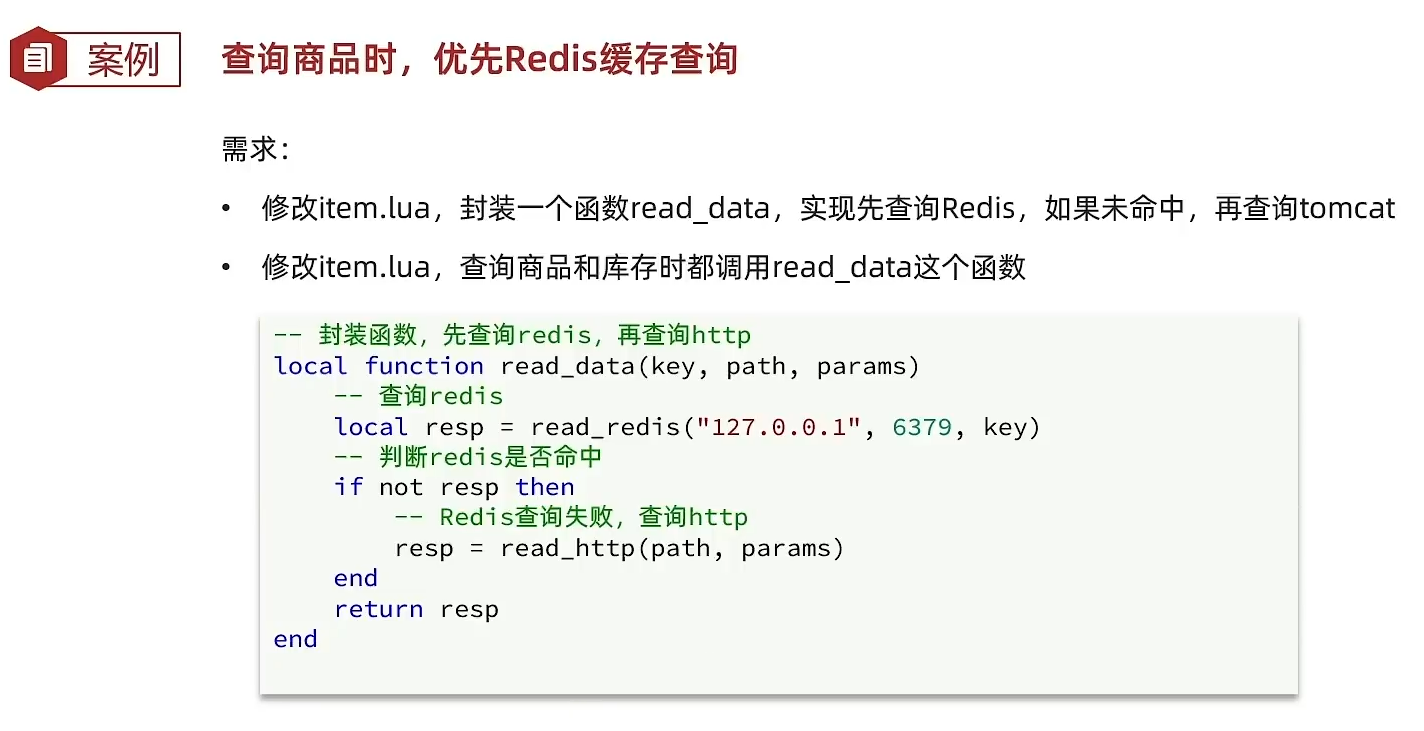 案例
查询商品时，优先Redis缓存查询
需求：
• 修改item.lua，封装一个函数read_data，实现先查询Redis，如果未命中，再查询tomcat
• 修改item.lua，查询商品和库存时都调用read_data这个函数
-- 封装函数，先查询redis，再查询http
local function read_data(key, path, params)
    -- 查询redis
    local resp = read_redis("127.0.0.1", 6379, key)
    -- 判断redis是否命中
    if not resp then
        -- Redis查询失败，查询http
        resp = read_http(path, params)
    end
    return resp
end